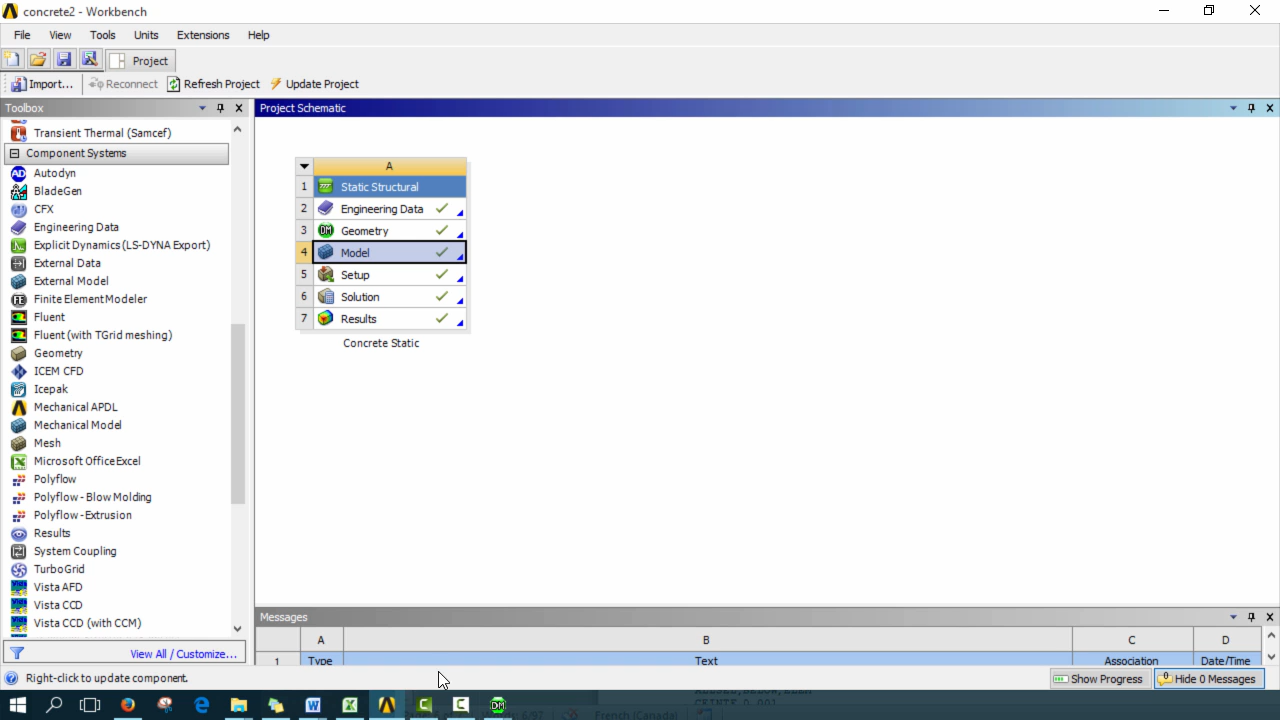 concrete2 - Workbench
File View Tools Units Extensions Help
Project
Import... Reconnect Refresh Project Update Project
Toolbox
Transient Thermal (Samcef)
Component Systems
Autodyn
BladeGen
CFX
Engineering Data
Explicit Dynamics (LS-DYNA Export)
External Data
External Model
Finite Element Modeler
Fluent
Fluent (with TGrid meshing)
Geometry
ICEM CFD
Icepak
Mechanical APDL
Mechanical Model
Mesh
Microsoft Office Excel
Polyflow
Polyflow - Blow Molding
Polyflow - Extrusion
Results
System Coupling
TurboGrid
Vista AFD
Vista CCD
Vista CCD (with CCM)
View All / Customize...
Project Schematic
A
1 Static Structural
2 Engineering Data
3 DM Geometry
4 Model
5 Setup
6 Solution
7 Results
Concrete Static
Messages
A B C D
1 Type Text Association Date/Time
Right-click to update component.
Show Progress
Hide 0 Messages
French (Canada)